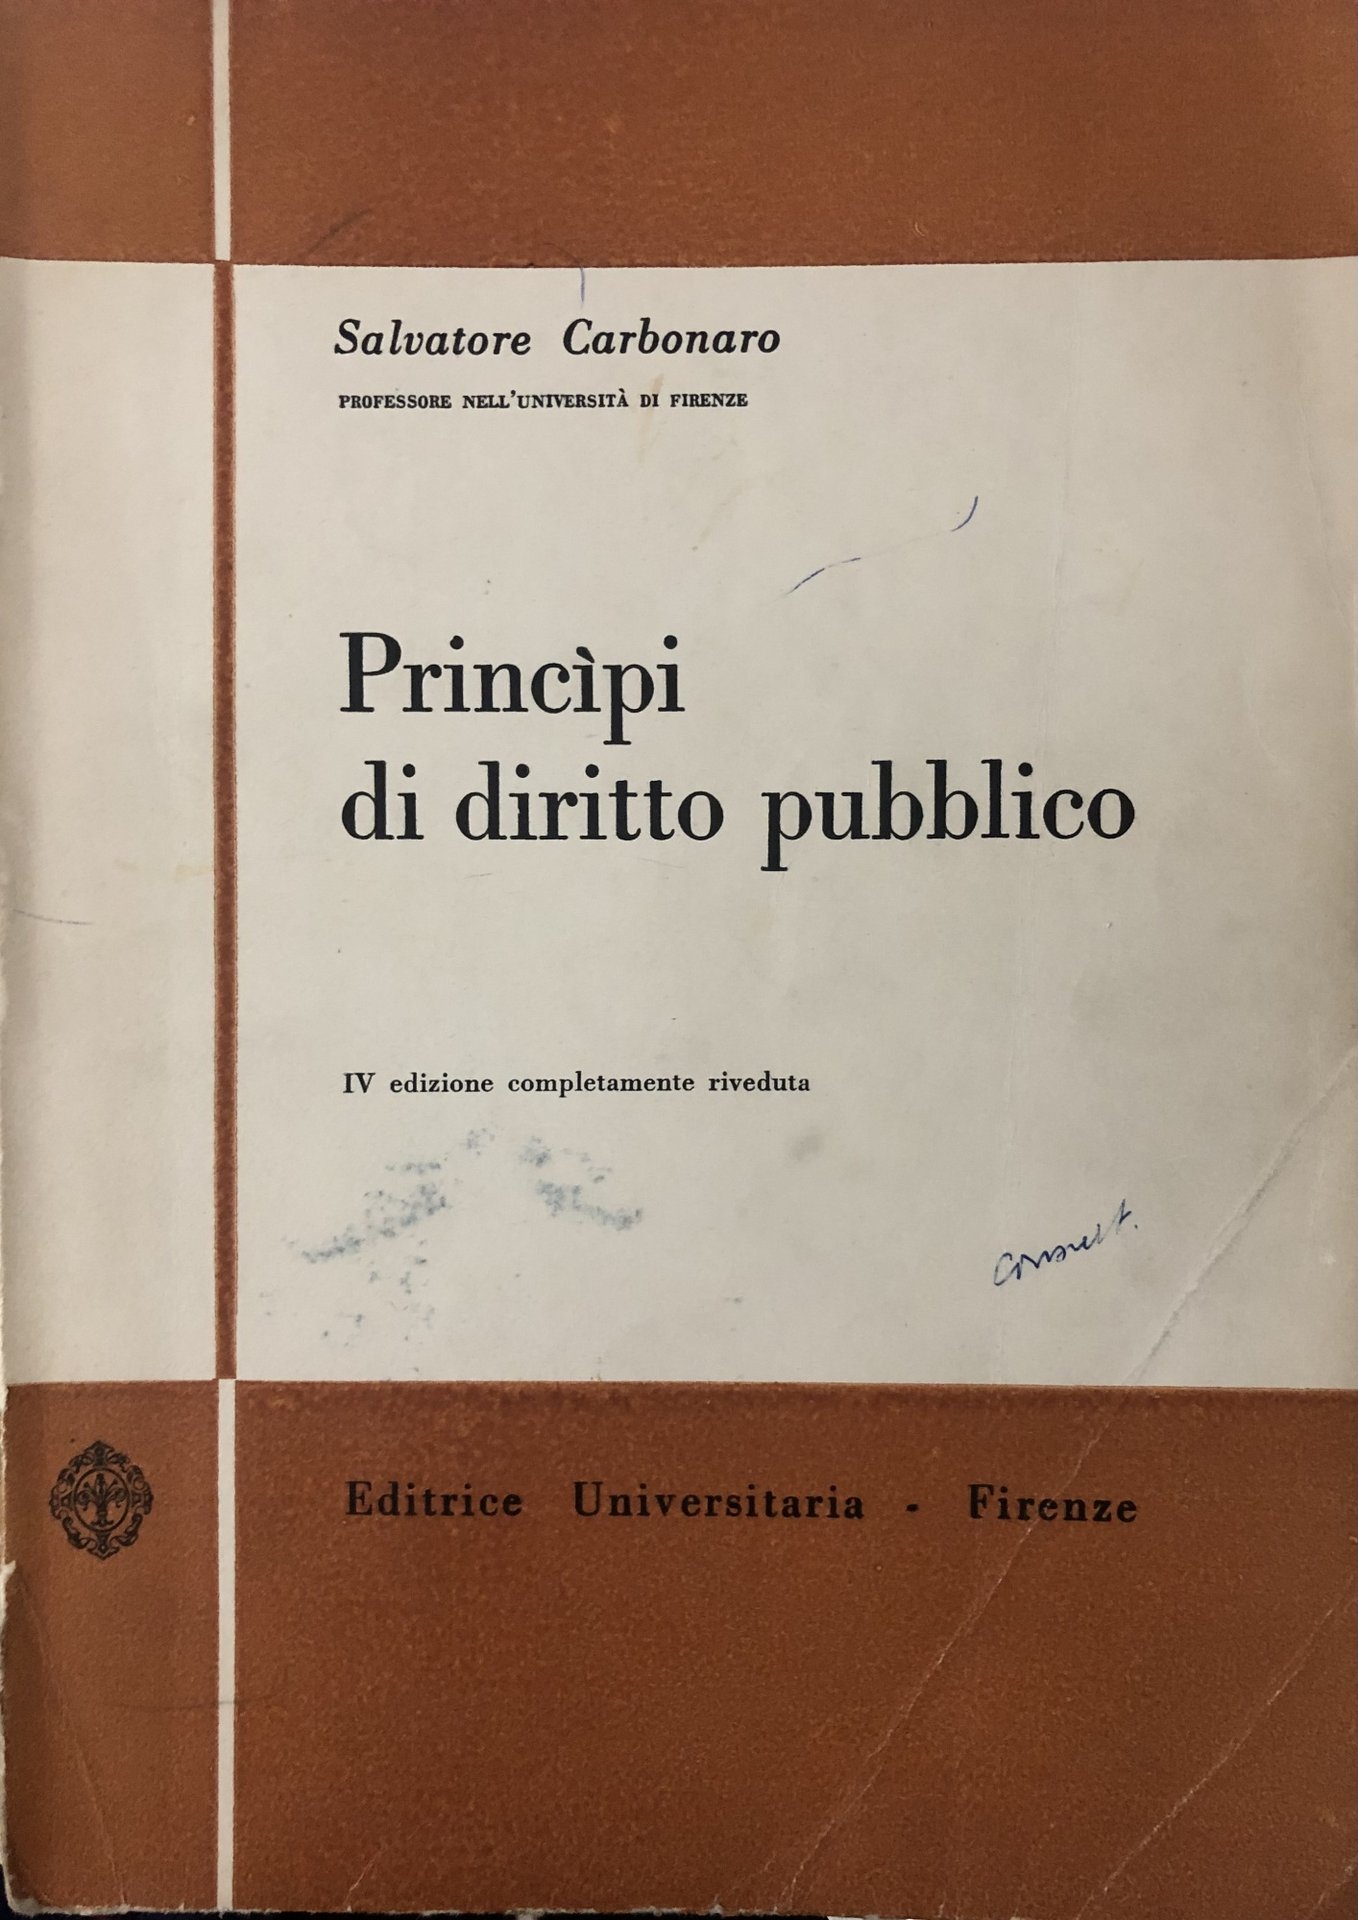 Salvatore Carbonaro
PROFESSORE NELL'UNIVERSITÀ DI FIRENZE
Princìpi
di diritto pubblico
IV edizione completamente riveduta
Editrice Universitaria - Firenze